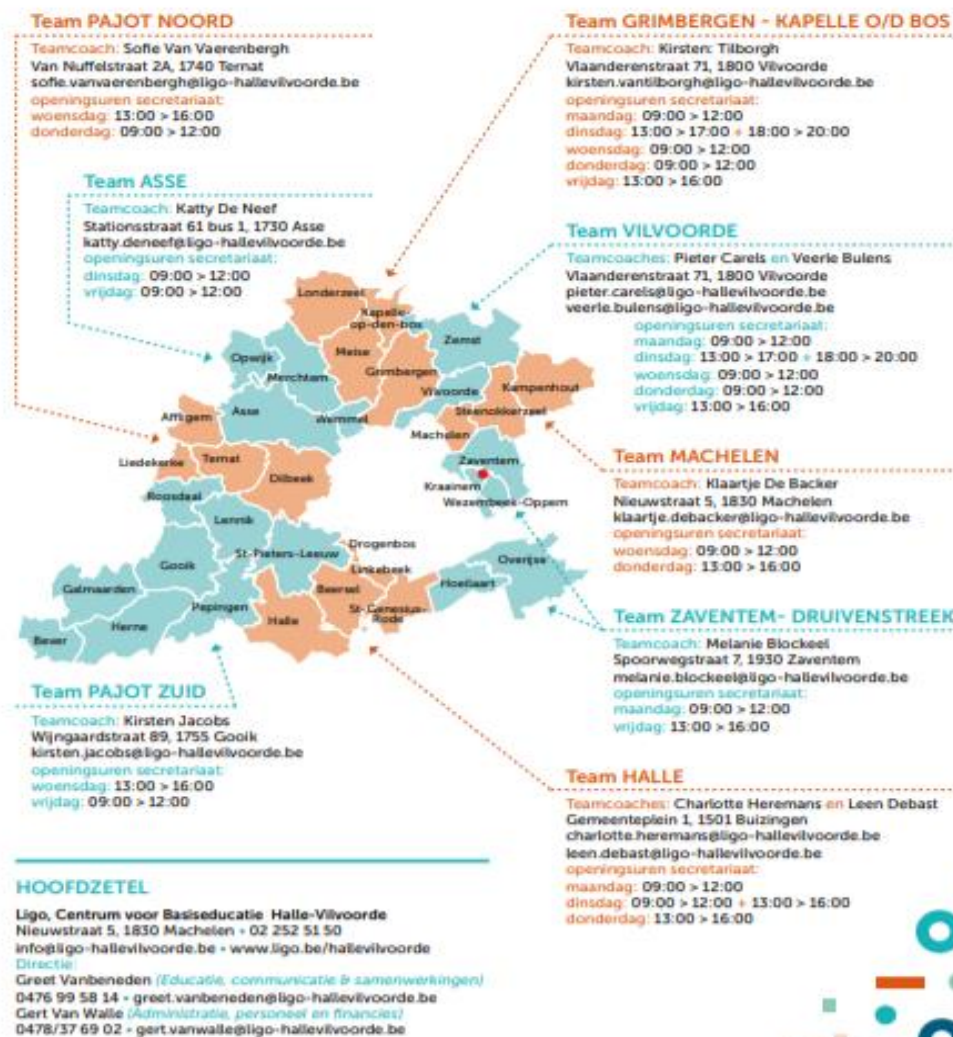 Team PAJOT NOORD
Teamcoach: Sofie Van Vaerenbergh
Van Nuffelstraat 2A, 1740 Ternat
sofie.vanvaerenbergh@ligo-hallevilvoorde.be
openingsuren secretariaat:
woensdag: 13:00 > 16:00
donderdag: 09:00 > 12:00
Team GRIMBERGEN - KAPELLE O/D BOS
Teamcoach: Kirsten: Tilborgh
Vlaanderenstraat 71, 1800 Vilvoorde
kirsten.vantilborgh@ligo-hallevilvoorde.be
openingsuren secretariaat:
maandag: 09:00 > 12:00
dinsdag: 13:00 > 17:00 + 18:00 > 20:00
woensdag: 09:00 > 12:00
donderdag: 09:00 > 12:00
vrijdag: 13:00 > 16:00
Team ASSE
Teamcoach: Katty De Neef
Stationsstraat 61 bus 1, 1730 Asse
katty.deneef@ligo-hallevilvoorde.be
openingsuren secretariaat:
dinsdag: 09:00 > 12:00
vrijdag: 09:00 > 12:00
Team VILVOORDE
Teamcoaches: Pieter Carels en Veerle Bulens
Vlaanderenstraat 71, 1800 Vilvoorde
pieter.carels@ligo-hallevilvoorde.be
veerle.bulens@ligo-hallevilvoorde.be
openingsuren secretariaat:
maandag: 09:00 > 12:00
dinsdag: 13:00 > 17:00 + 18:00 > 20:00
woensdag: 09:00 > 12:00
donderdag: 09:00 > 12:00
vrijdag: 13:00 > 16:00
Londerzeel
Kapelle-
op-den-bos
Zemst
Opwijk
Meise
Merchtem
Grimbergen
Vilvoorde
Kampenhout
Affligem
Asse
Wemmel
Steenokkerzeel
Machelen
Liedekerke
Ternat
Dilbeek
Zaventem
Kraainem
Wezembeek-Oppem
Roosdaal
Lennik
St-Pieters-Leeuw
Drogenbos
Linkebeek
Overijse
Gooik
Hoeilaart
Galmaarden
Beersel
Pepingen
Halle
St-Genesius-
Rode
Herne
Bever
Team MACHELEN
Teamcoach: Klaartje De Backer
Nieuwstraat 5, 1830 Machelen
klaartje.debacker@ligo-hallevilvoorde.be
openingsuren secretariaat:
woensdag: 09:00 > 12:00
donderdag: 13:00 > 16:00
Team ZAVENTEM- DRUIVENSTREEK
Teamcoach: Melanie Blockeel
Spoorwegstraat 7, 1930 Zaventem
melanie.blockeel@ligo-hallevilvoorde.be
openingsuren secretariaat:
maandag: 09:00 > 12:00
vrijdag: 13:00 > 16:00
Team PAJOT ZUID
Teamcoach: Kirsten Jacobs
Wijngaardstraat 89, 1755 Gooik
kirsten.jacobs@ligo-hallevilvoorde.be
openingsuren secretariaat:
woensdag: 13:00 > 16:00
vrijdag: 09:00 > 12:00
Team HALLE
Teamcoaches: Charlotte Heremans en Leen Debast
Gemeenteplein 1, 1501 Buizingen
charlotte.heremans@ligo-hallevilvoorde.be
leen.debast@ligo-hallevilvoorde.be
openingsuren secretariaat:
maandag: 09:00 > 12:00
dinsdag: 09:00 > 12:00 + 13:00 > 16:00
donderdag: 13:00 > 16:00
HOOFDZETEL
Ligo, Centrum voor Basiseducatie Halle-Vilvoorde
Nieuwstraat 5, 1830 Machelen • 02 252 51 50
info@ligo-hallevilvoorde.be • www.ligo.be/hallevilvoorde
Directie:
Greet Vanbeneden (Educatie, communicatie & samenwerkingen)
0476 99 58 14 • greet.vanbeneden@ligo-hallevilvoorde.be
Gert Van Walle (Administratie, personeel en financies)
0478/37 69 02 • gert.vanwalle@ligo-hallevilvoorde.be